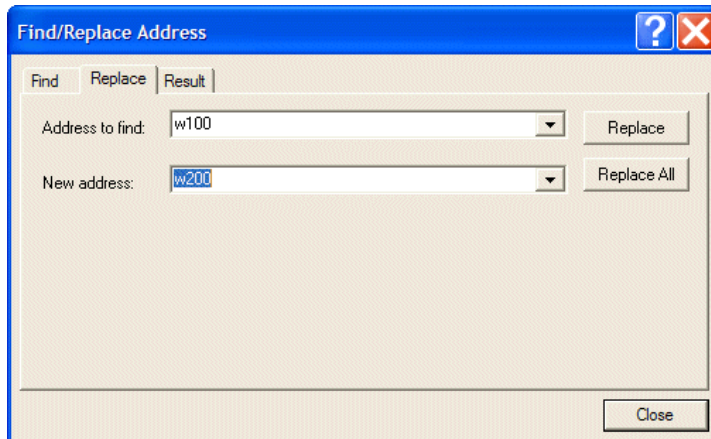 Find/Replace Address
?
Find Replace Result
Address to find: w100 Replace
New address: w200 Replace All
Close